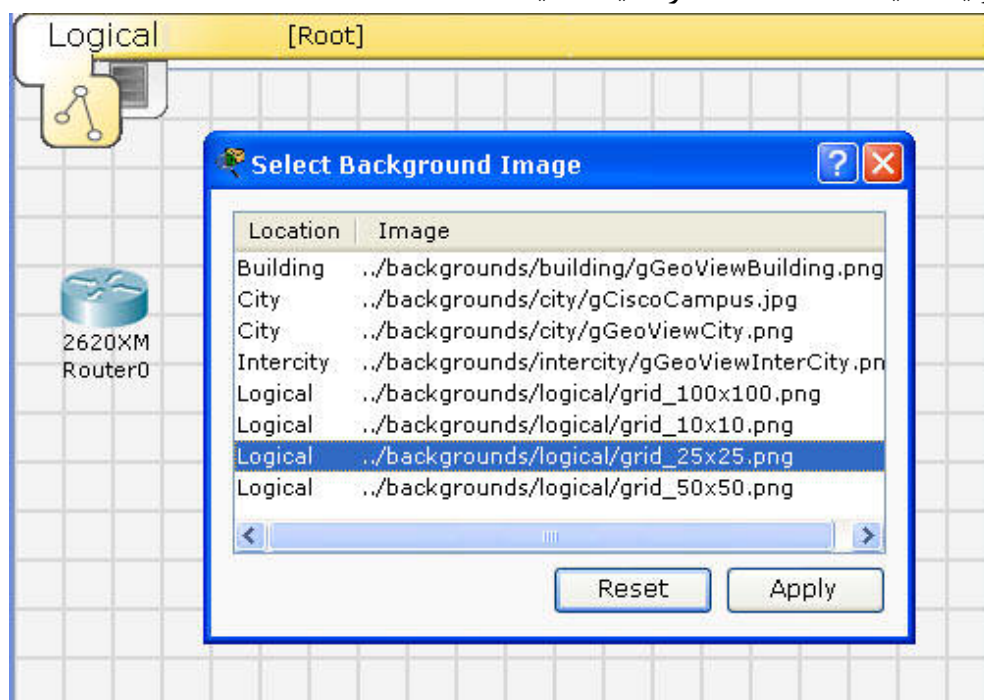 Logical [Root]
Select Background Image
Location Image
Building ../backgrounds/building/gGeoViewBuilding.png
City ../backgrounds/city/gCiscoCampus.jpg
City ../backgrounds/city/gGeoViewCity.png
Intercity ../backgrounds/intercity/gGeoViewInterCity.pn
Logical ../backgrounds/logical/grid_100x100.png
Logical ../backgrounds/logical/grid_10x10.png
Logical ../backgrounds/logical/grid_25x25.png
Logical ../backgrounds/logical/grid_50x50.png
Reset Apply
2620XM
Router0